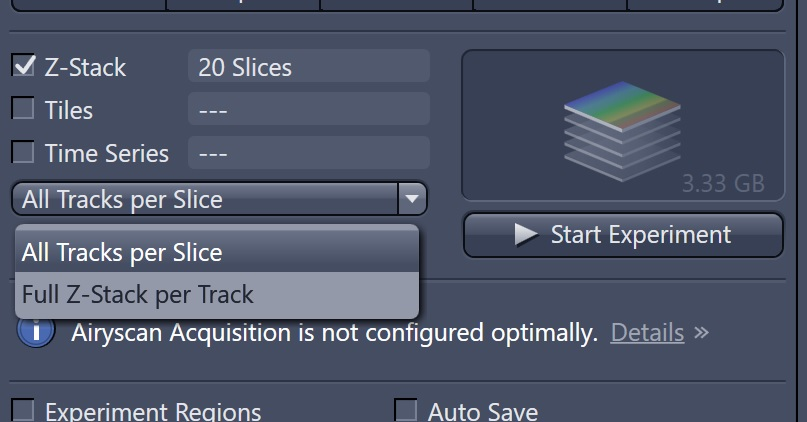 Z-Stack
20 Slices
Tiles
---
Time Series
---
3.33 GB
All Tracks per Slice
Start Experiment
All Tracks per Slice
Full Z-Stack per Track
Airyscan Acquisition is not configured optimally. Details »
Experiment Regions
Auto Save